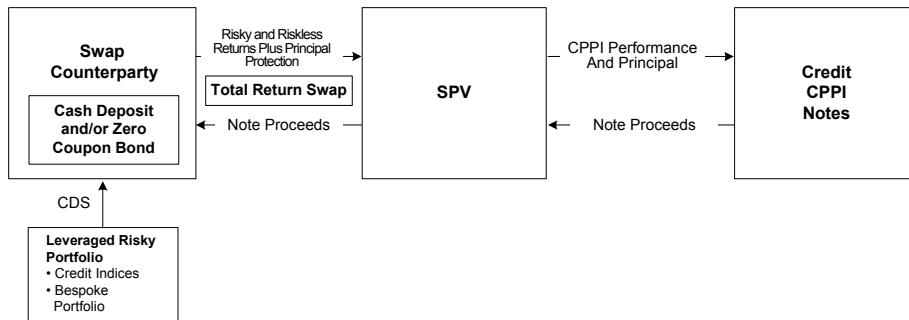 Swap
Counterparty
Cash Deposit
and/or Zero
Coupon Bond
Risky and Riskless
Returns Plus Principal
Protection
Total Return Swap
Note Proceeds
SPV
CPPI Performance
And Principal
Note Proceeds
Credit
CPPI
Notes
CDS
Leveraged Risky
Portfolio
• Credit Indices
• Bespoke
Portfolio